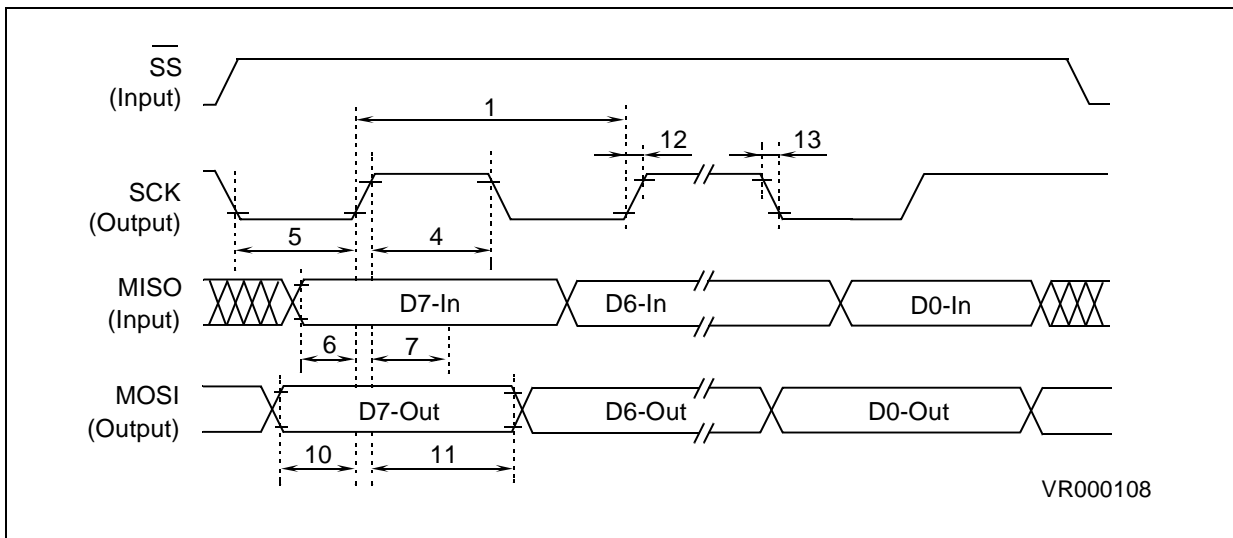 SS
(Input)
1
12
13
SCK
(Output)
5
4
MISO
(Input)
D7-In
D6-In
D0-In
6
7
MOSI
(Output)
D7-Out
D6-Out
D0-Out
10
11
VR000108